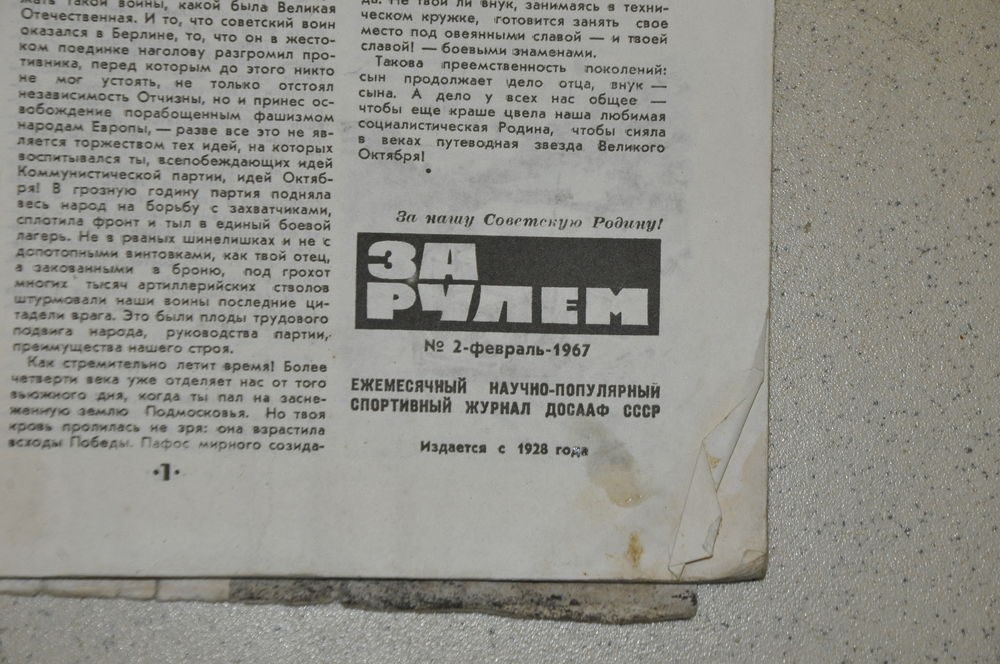 жать такой войны, какой была Великая
Отечественная. И то, что советский воин
оказался в Берлине, то, что он в жесто-
ком поединке наголову разгромил про-
тивника, перед которым до этого никто
не мог устоять, не только отстоял
независимость Отчизны, но и принес ос-
вобождение порабощенным фашизмом
народам Европы, — разве все это не яв-
ляется торжеством тех идей, на которых
воспитывался ты, всепобеждающих идей
Коммунистической партии, идей Октяб-
ря! В грозную годину партия подняла
весь народ на борьбу с захватчиками,
сплотила фронт и тыл в единый боевой
лагерь. Не в рваных шинелишках и не с
допотопными винтовками, как твой отец,
а закованными в броню, под грохот
многих тысяч артиллерийских стволов
штурмовали наши воины последние ци-
тадели врага. Это были плоды трудового
подвига народа, руководства партии,
преимущества нашего строя.
Как стремительно летит время! Более
четверти века уже отделяет нас от того
вьюжного дня, когда ты пал на засне-
женную землю Подмосковья. Но твоя
кровь пролилась не зря: она взрастила
всходы Победы. Пафос мирного созида-
·1·
да. Не твой ли внук, занимаясь в техни-
ческом кружке, готовится занять свое
место под овеянными славой — и твоей
славой! — боевыми знаменами.
Такова преемственность поколений:
сын продолжает дело отца, внук —
сына. А дело у всех нас общее —
чтобы еще краше цвела наша любимая
социалистическая Родина, чтобы сияла
в веках путеводная звезда Великого
Октября!
За нашу Советскую Родину!
ЗА
РУЛЕМ
№ 2-февраль-1967
ЕЖЕМЕСЯЧНЫЙ НАУЧНО-ПОПУЛЯРНЫЙ
СПОРТИВНЫЙ ЖУРНАЛ ДОСААФ СССР
Издается с 1928 года